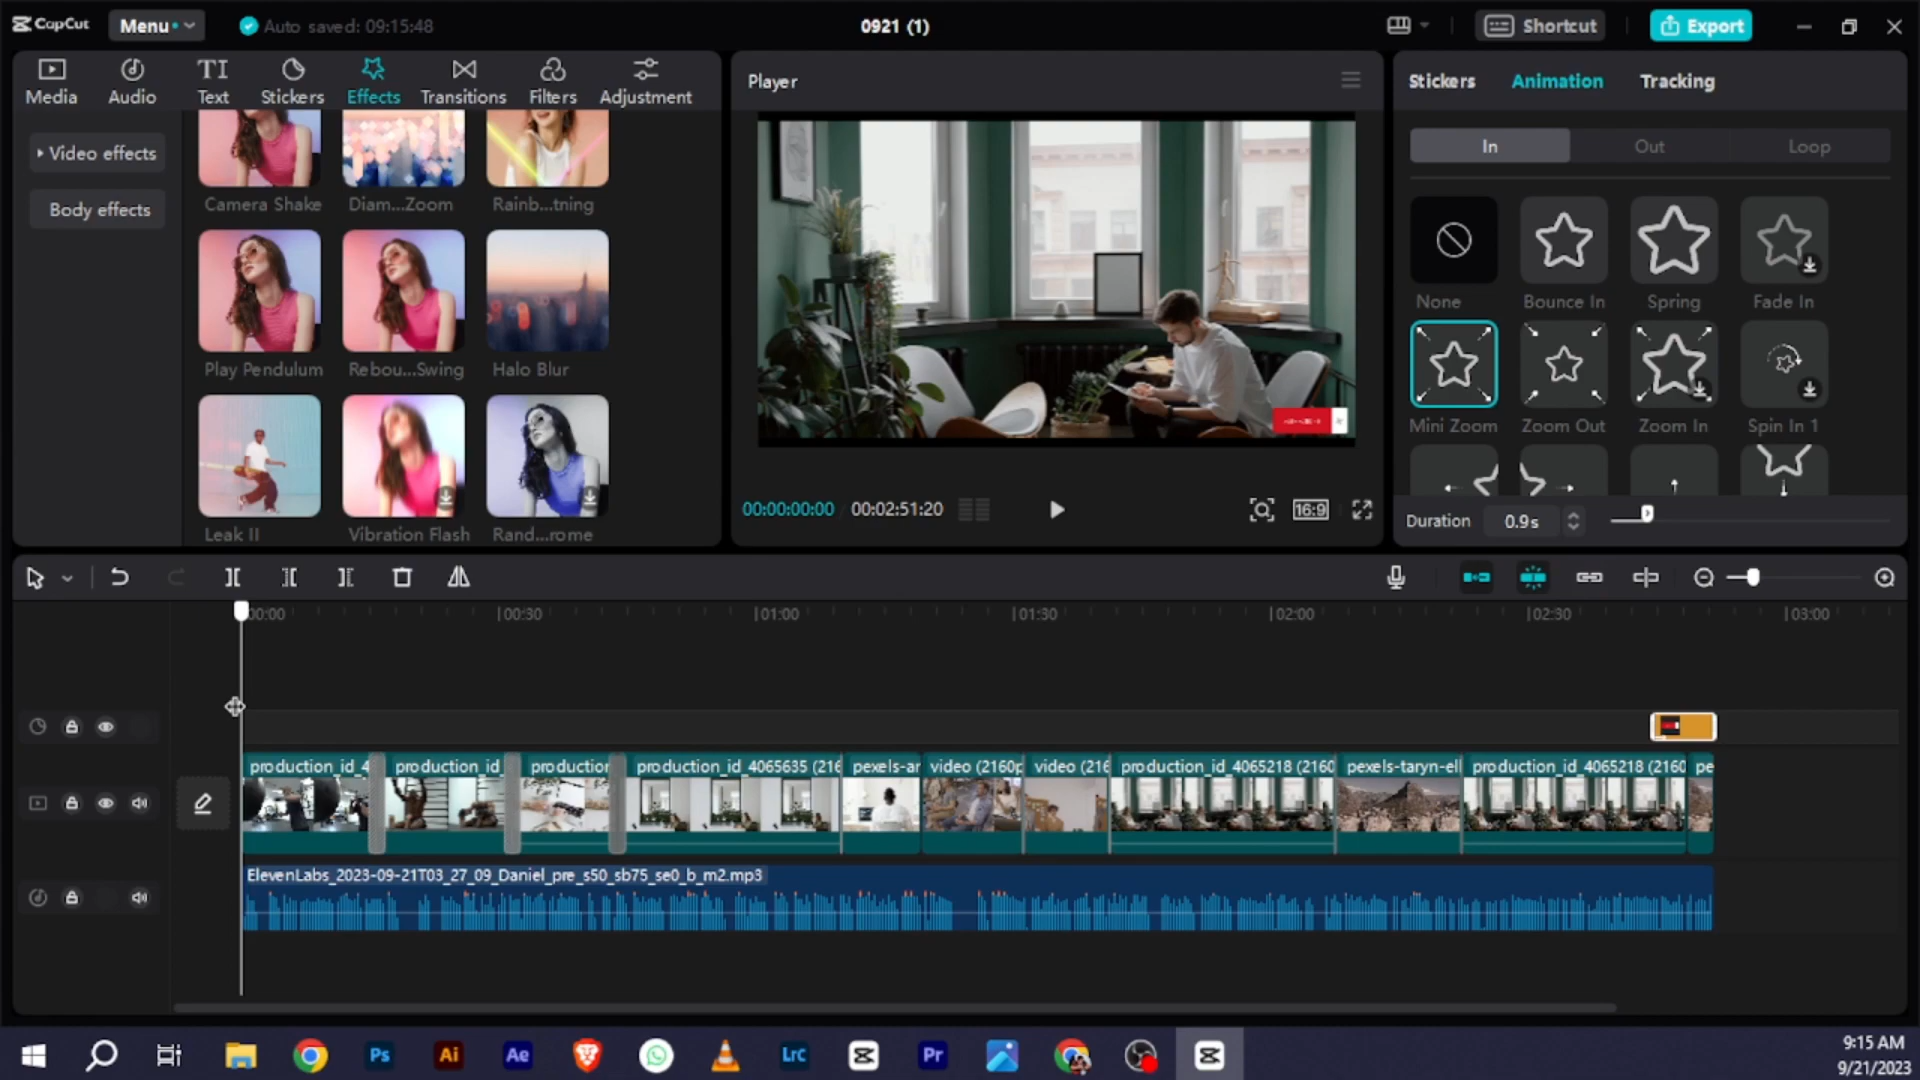 CapCut
Menu
Auto saved: 09:15:48
0921 (1)
Shortcut
Export
Media
Audio
TI
Text
Stickers
Effects
Transitions
Filters
Adjustment
Video effects
Body effects
Camera Shake
Diam...Zoom
Rainb...tning
Play Pendulum
Rebou...Swing
Halo Blur
Leak II
Vibration Flash
Rand...rome
Player
00:00:00:00
00:02:51:20
16:9
Stickers
Animation
Tracking
In
Out
Loop
None
Bounce In
Spring
Fade In
Mini Zoom
Zoom Out
Zoom In
Spin In 1
Duration
0.9s
00:00
00:30
01:00
01:30
02:00
02:30
03:00
production_id_4
production_id
production
production_id_4065635 (216
pexels-ar
video (2160p
video (216
production_id_4065218 (2160
pexels-taryn-ell
production_id_4065218 (2160
pe
ElevenLabs_2023-09-21T03_27_09_Daniel_pre_s50_sb75_se0_b_m2.mp3
Ps
Ai
Ae
Lrc
Pr
9:15 AM
9/21/2023